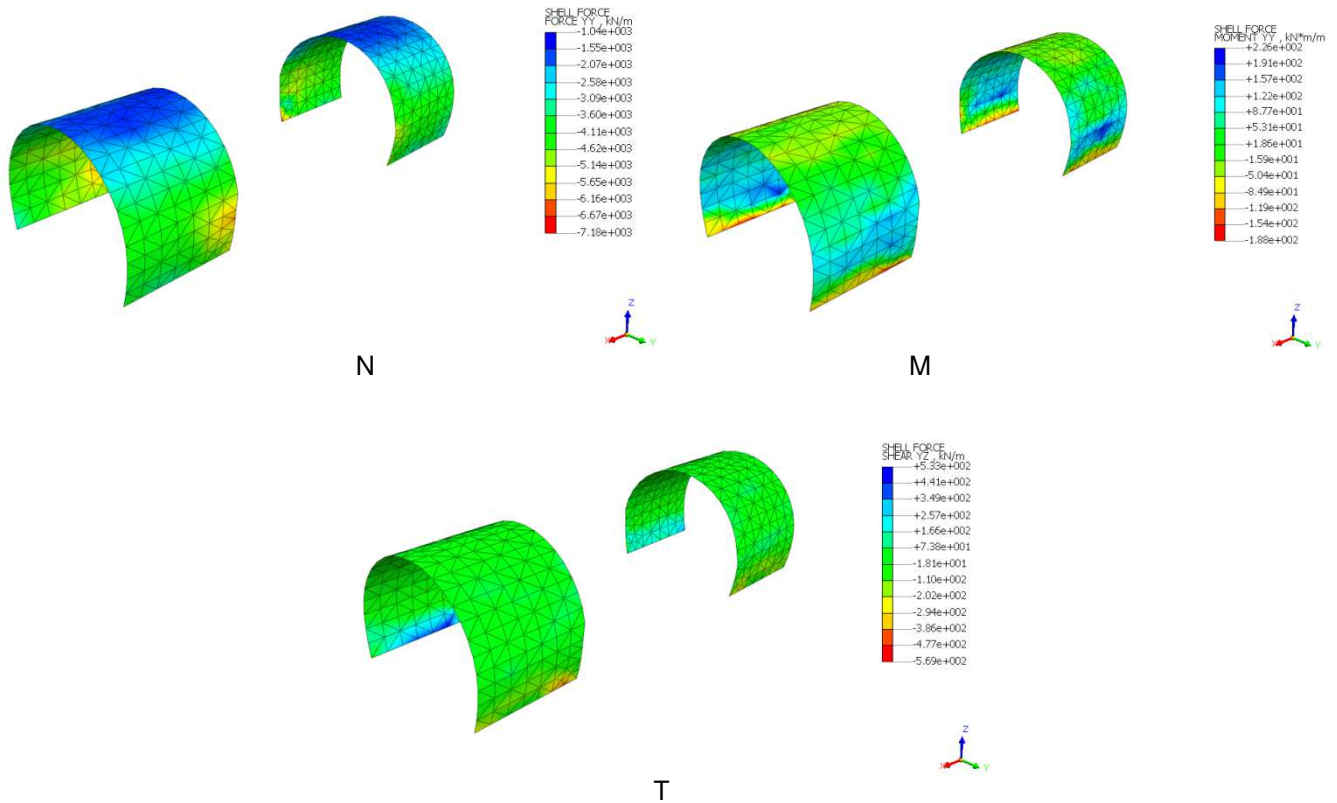 SHELL FORCE
FORCE YY , kN/m
-1.04e+003
-1.55e+003
-2.07e+003
-2.58e+003
-3.09e+003
-3.60e+003
-4.11e+003
-4.62e+003
-5.14e+003
-5.65e+003
-6.16e+003
-6.67e+003
-7.18e+003
Z
X
Y
N
SHELL FORCE
MOMENT YY , kN*m/m
+2.26e+002
+1.91e+002
+1.57e+002
+1.22e+002
+8.77e+001
+5.31e+001
+1.86e+001
-1.59e+001
-5.04e+001
-8.49e+001
-1.19e+002
-1.54e+002
-1.88e+002
Z
X
Y
M
SHELL FORCE
SHEAR YZ , kN/m
+5.33e+002
+4.41e+002
+3.49e+002
+2.57e+002
+1.66e+002
+7.38e+001
-1.81e+001
-1.10e+002
-2.02e+002
-2.94e+002
-3.86e+002
-4.77e+002
-5.69e+002
Z
X
Y
T